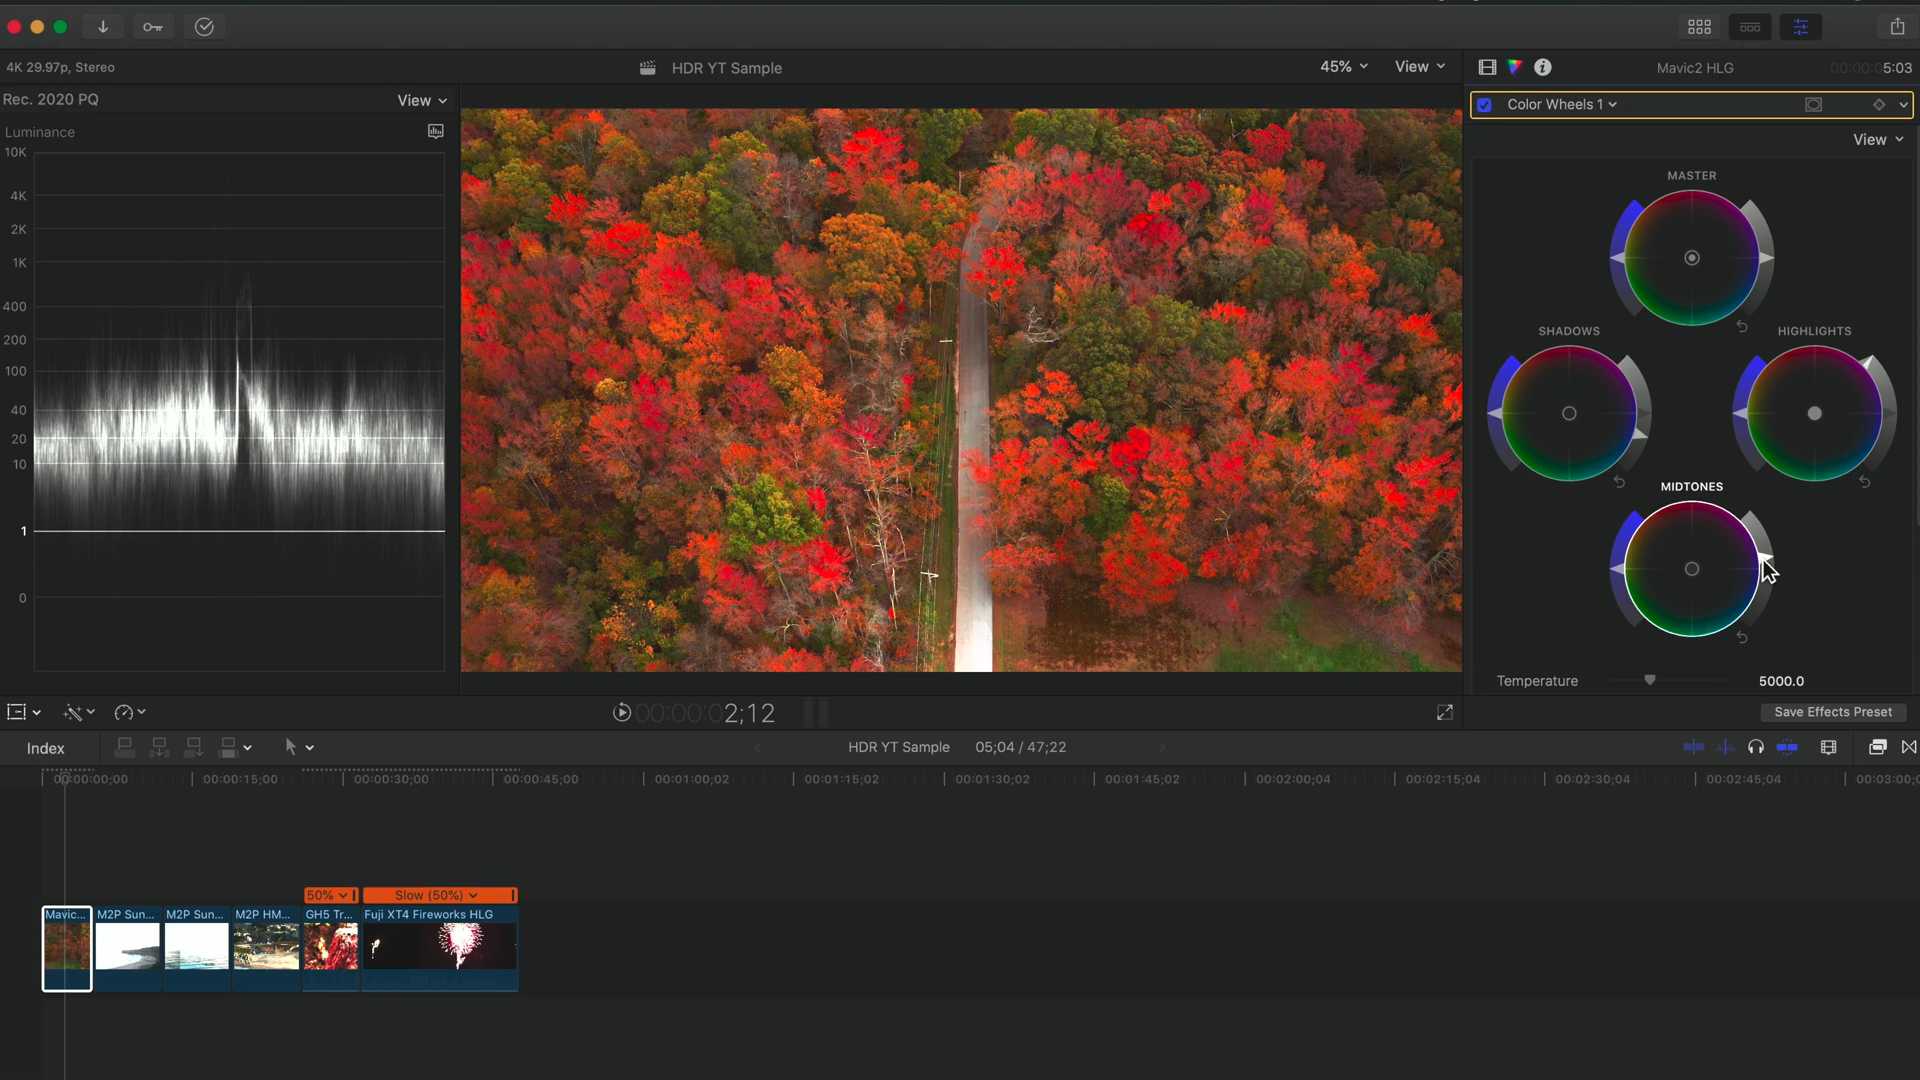 4K 29.97p, Stereo
HDR YT Sample
45%
View
Mavic2 HLG
00:00:05:03
Rec. 2020 PQ
View
Color Wheels 1
Luminance
View
10K
4K
2K
1K
400
200
100
40
20
10
1
0
MASTER
SHADOWS
HIGHLIGHTS
MIDTONES
Temperature
5000.0
00:00:02;12
Save Effects Preset
Index
HDR YT Sample
05;04 / 47;22
00:00:00;00
00:00:15;00
00:00:30;00
00:00:45;00
00:01:00;02
00:01:15;02
00:01:30;02
00:01:45;02
00:02:00;04
00:02:15;04
00:02:30;04
00:02:45;04
50%
Slow (50%)
Mavic...
M2P Sun...
M2P Sun...
M2P HM...
GH5 Tr...
Fuji XT4 Fireworks HLG